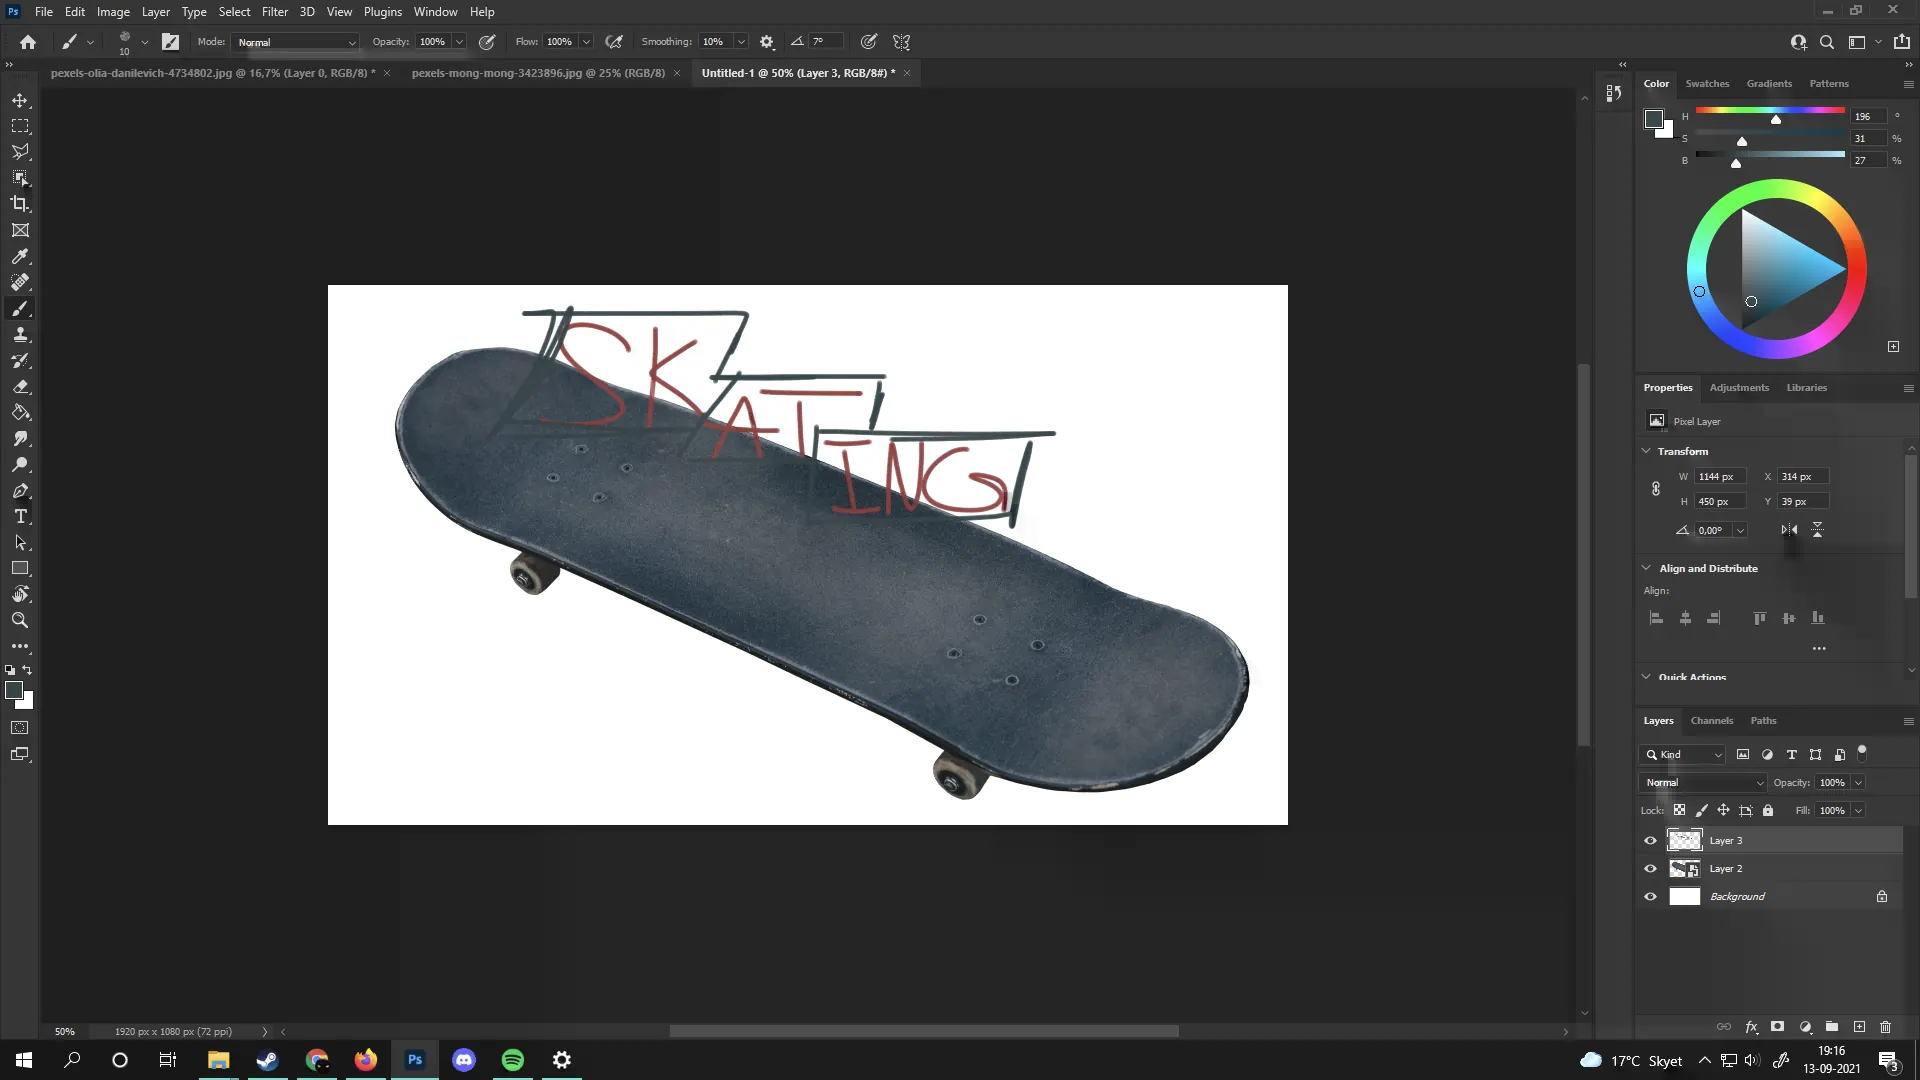 Ps File Edit Image Layer Type Select Filter 3D View Plugins Window Help
10 Mode: Normal Opacity: 100% Flow: 100% Smoothing: 10% 7°
pexels-olia-danilevich-4734802.jpg @ 16,7% (Layer 0, RGB/8) * × pexels-mong-mong-3423896.jpg @ 25% (RGB/8) × Untitled-1 @ 50% (Layer 3, RGB/8#) * ×
Color Swatches Gradients Patterns
H 196 °
S 31 %
B 27 %
SK
AT
ING
Properties Adjustments Libraries
Pixel Layer
Transform
W 1144 px X 314 px
H 450 px Y 39 px
0,00°
Align and Distribute
Align:
Quick Actions
Layers Channels Paths
Kind
Normal Opacity: 100%
Lock: Fill: 100%
Layer 3
Layer 2
Background
fx
50% 1920 px x 1080 px (72 ppi)
Ps 17°C Skyet 19:16
13-09-2021
3